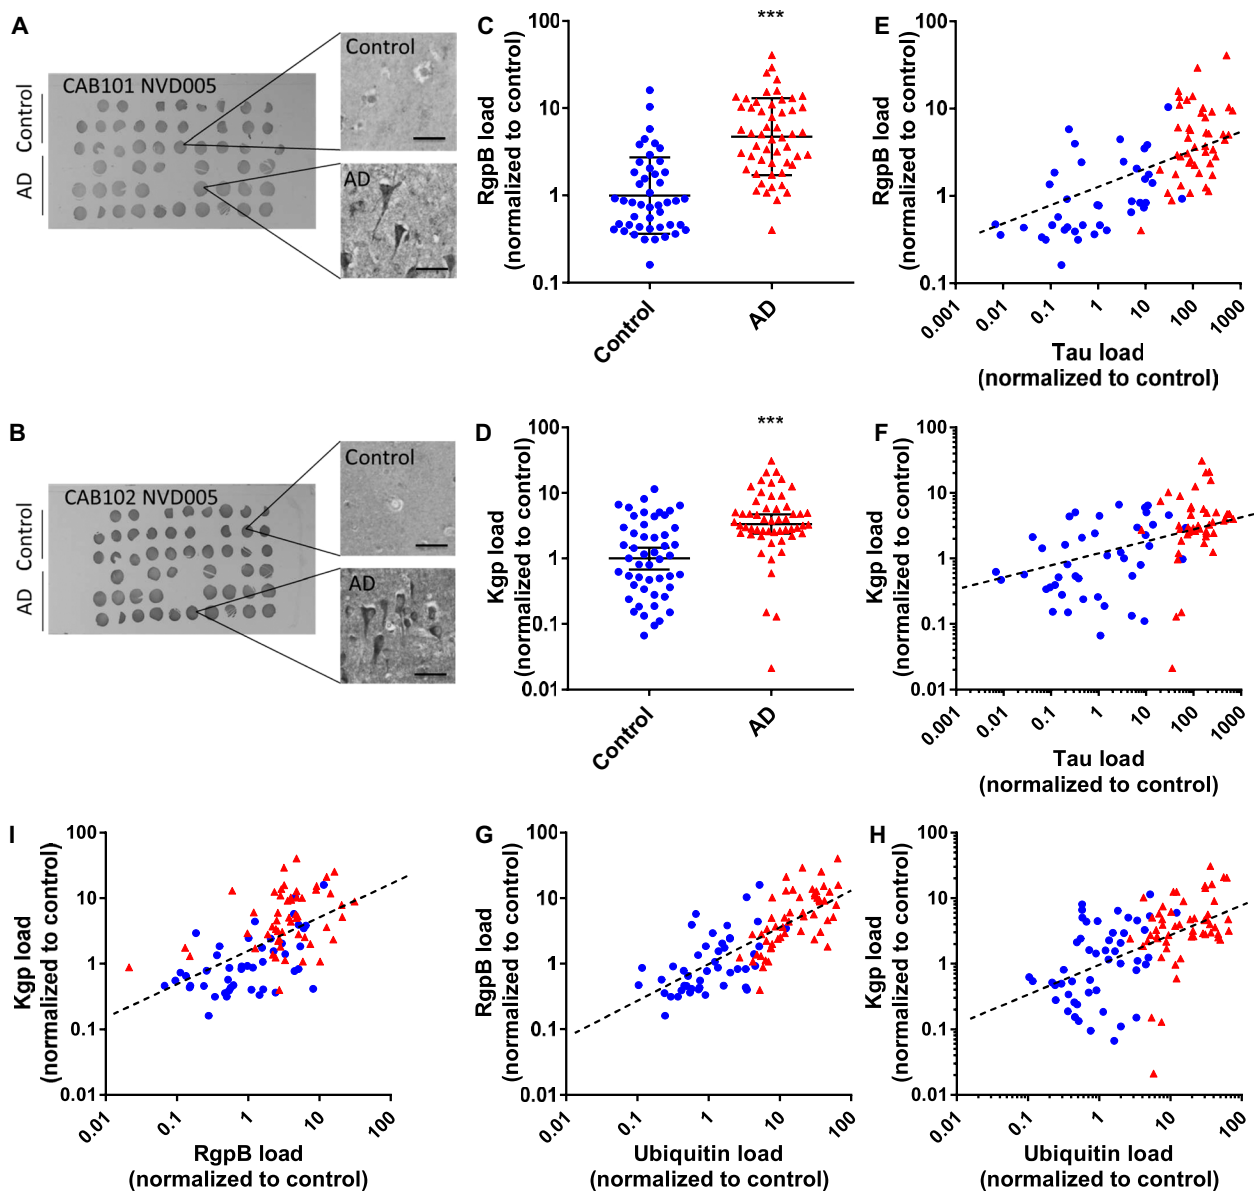 A
CAB101 NVD005
Control
AD
Control
AD
C
***
RgpB load
(normalized to control)
100
10
1
0.1
Control
AD
E
RgpB load
(normalized to control)
100
10
1
0.1
0.001
0.01
0.1
1
10
100
1000
Tau load
(normalized to control)
B
CAB102 NVD005
Control
AD
Control
AD
D
***
Kgp load
(normalized to control)
100
10
1
0.1
0.01
Control
AD
F
Kgp load
(normalized to control)
100
10
1
0.1
0.01
0.001
0.01
0.1
1
10
100
1000
Tau load
(normalized to control)
I
Kgp load
(normalized to control)
100
10
1
0.1
0.01
0.01
0.1
1
10
100
RgpB load
(normalized to control)
G
RgpB load
(normalized to control)
100
10
1
0.1
0.01
0.01
0.1
1
10
100
Ubiquitin load
(normalized to control)
H
Kgp load
(normalized to control)
100
10
1
0.1
0.01
0.01
0.1
1
10
100
Ubiquitin load
(normalized to control)